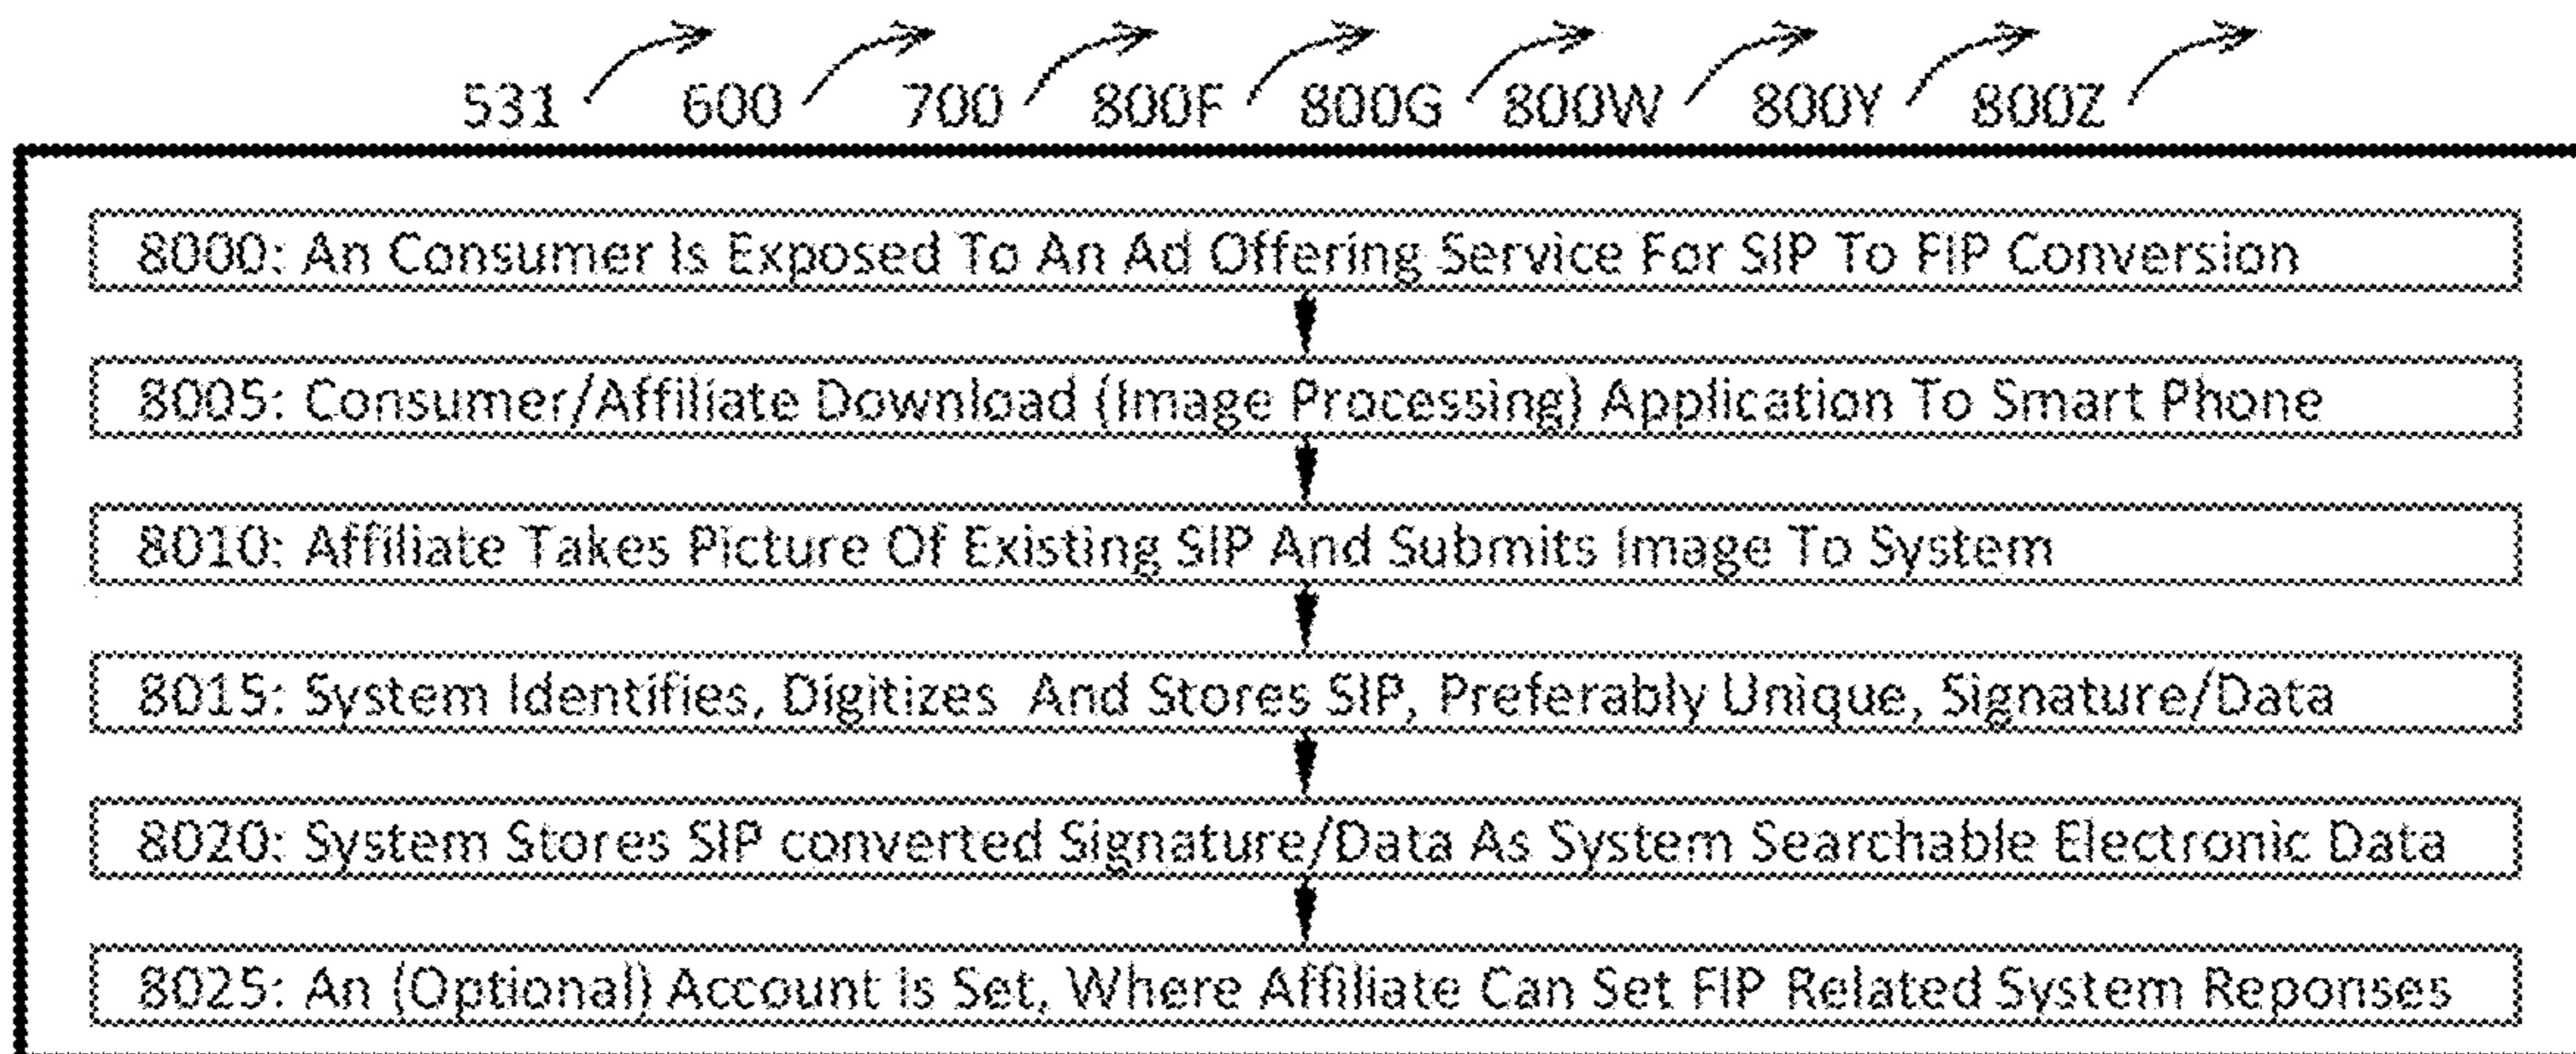 531 600 700 800F 800G 800W 800Y 800Z
8000: An Consumer Is Exposed To An Ad Offering Service For SIP To FIP Conversion
8005: Consumer/Affiliate Download (Image Processing) Application To Smart Phone
8010: Affiliate Takes Picture Of Existing SIP And Submits Image To System
8015: System Identifies, Digitizes And Stores SIP, Preferably Unique, Signature/Data
8020: System Stores SIP converted Signature/Data As System Searchable Electronic Data
8025: An (Optional) Account Is Set, Where Affiliate Can Set FIP Related System Reponses